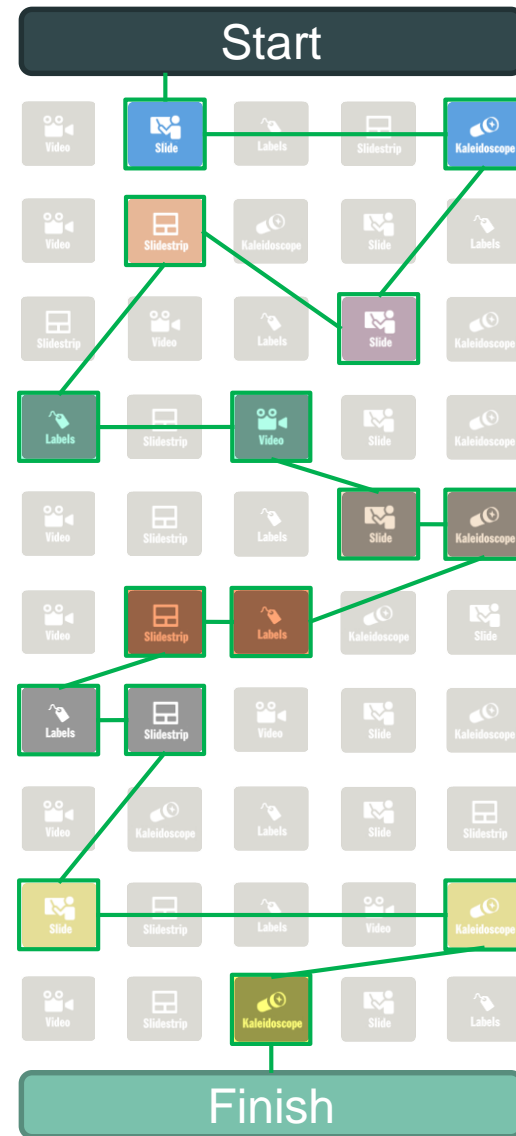 Start
Video Slide Labels Slidestrip Kaleidoscope
Video Slidestrip Kaleidoscope Slide Labels
Slidestrip Video Labels Slide Kaleidoscope
Labels Slidestrip Video Slide Kaleidoscope
Video Slidestrip Labels Slide Kaleidoscope
Video Slidestrip Labels Kaleidoscope Slide
Labels Slidestrip Video Slide Kaleidoscope
Video Kaleidoscope Labels Slide Slidestrip
Slide Slidestrip Labels Video Kaleidoscope
Video Slidestrip Kaleidoscope Slide Labels
Finish